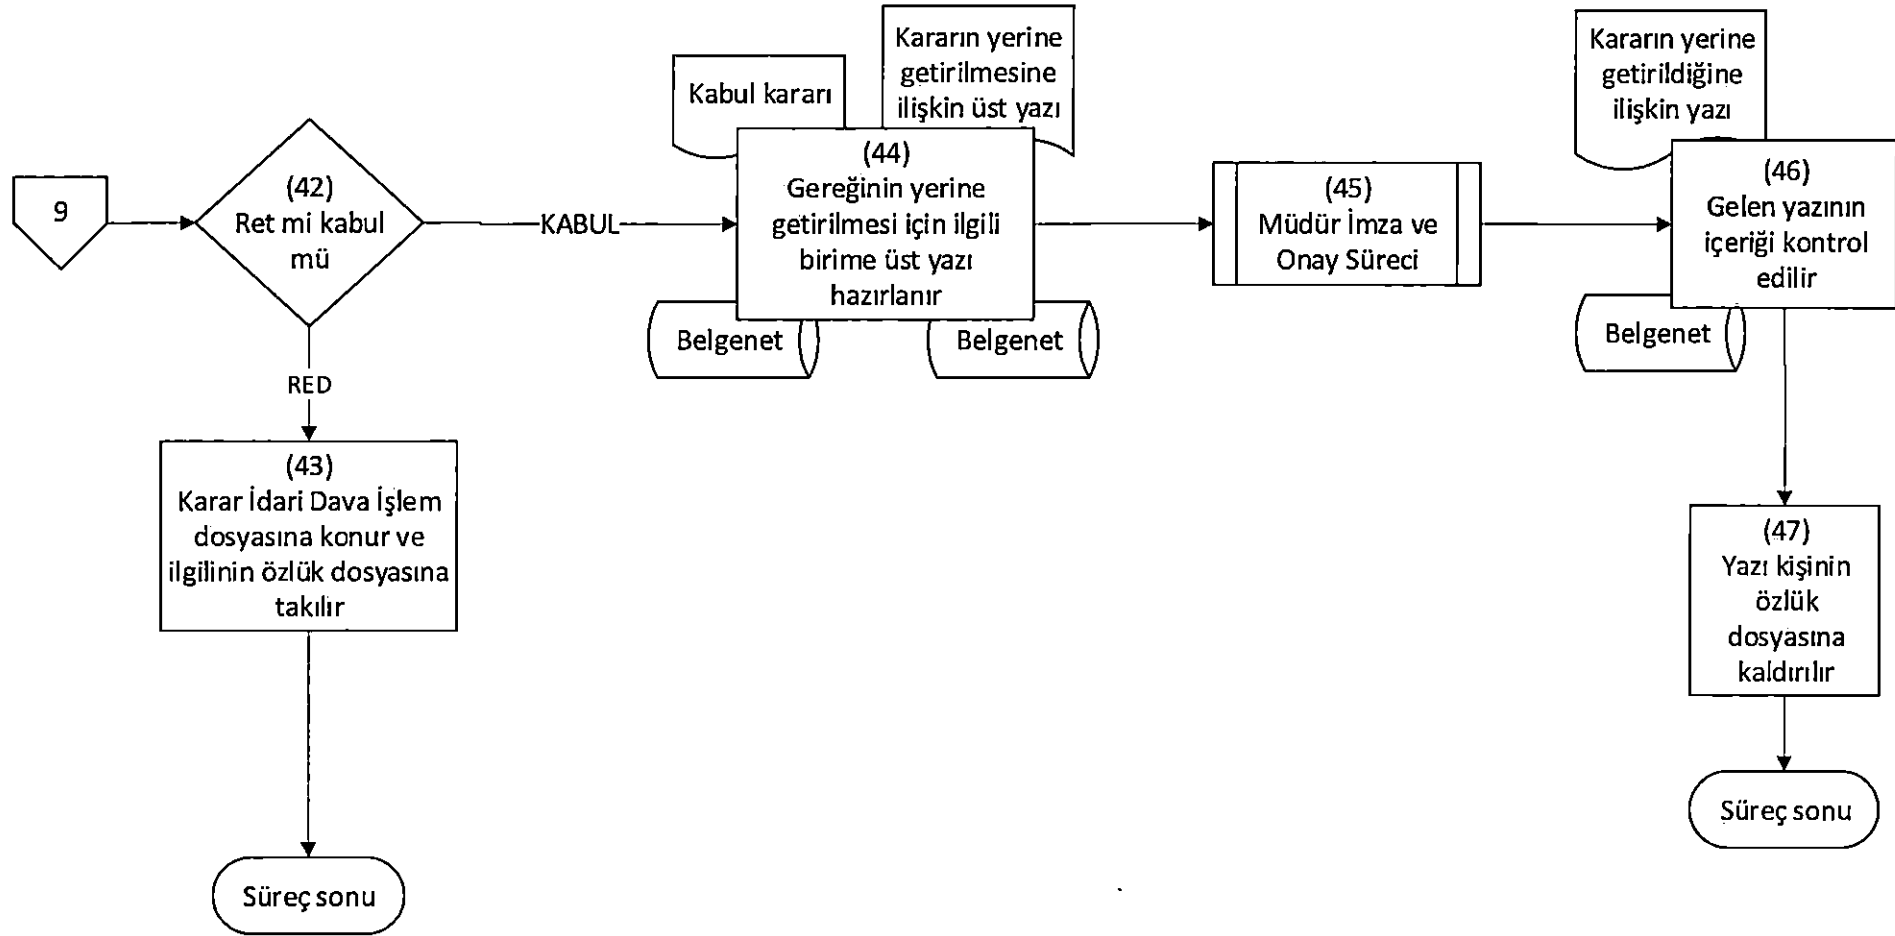 9
(42)
Ret mi kabul
mü
KABUL
RED
(43)
Karar İdari Dava İşlem
dosyasına konur ve
ilgilinin özlük dosyasına
takılır
Süreç sonu
Kabul kararı
Kararın yerine
getirilmesine
ilişkin üst yazı
(44)
Gereğinin yerine
getirilmesi için ilgili
birime üst yazı
hazırlanır
Belgenet
Belgenet
(45)
Müdür İmza ve
Onay Süreci
Kararın yerine
getirildiğine
ilişkin yazı
(46)
Gelen yazının
içeriği kontrol
edilir
Belgenet
(47)
Yazı kişinin
özlük
dosyasına
kaldırılır
Süreç sonu